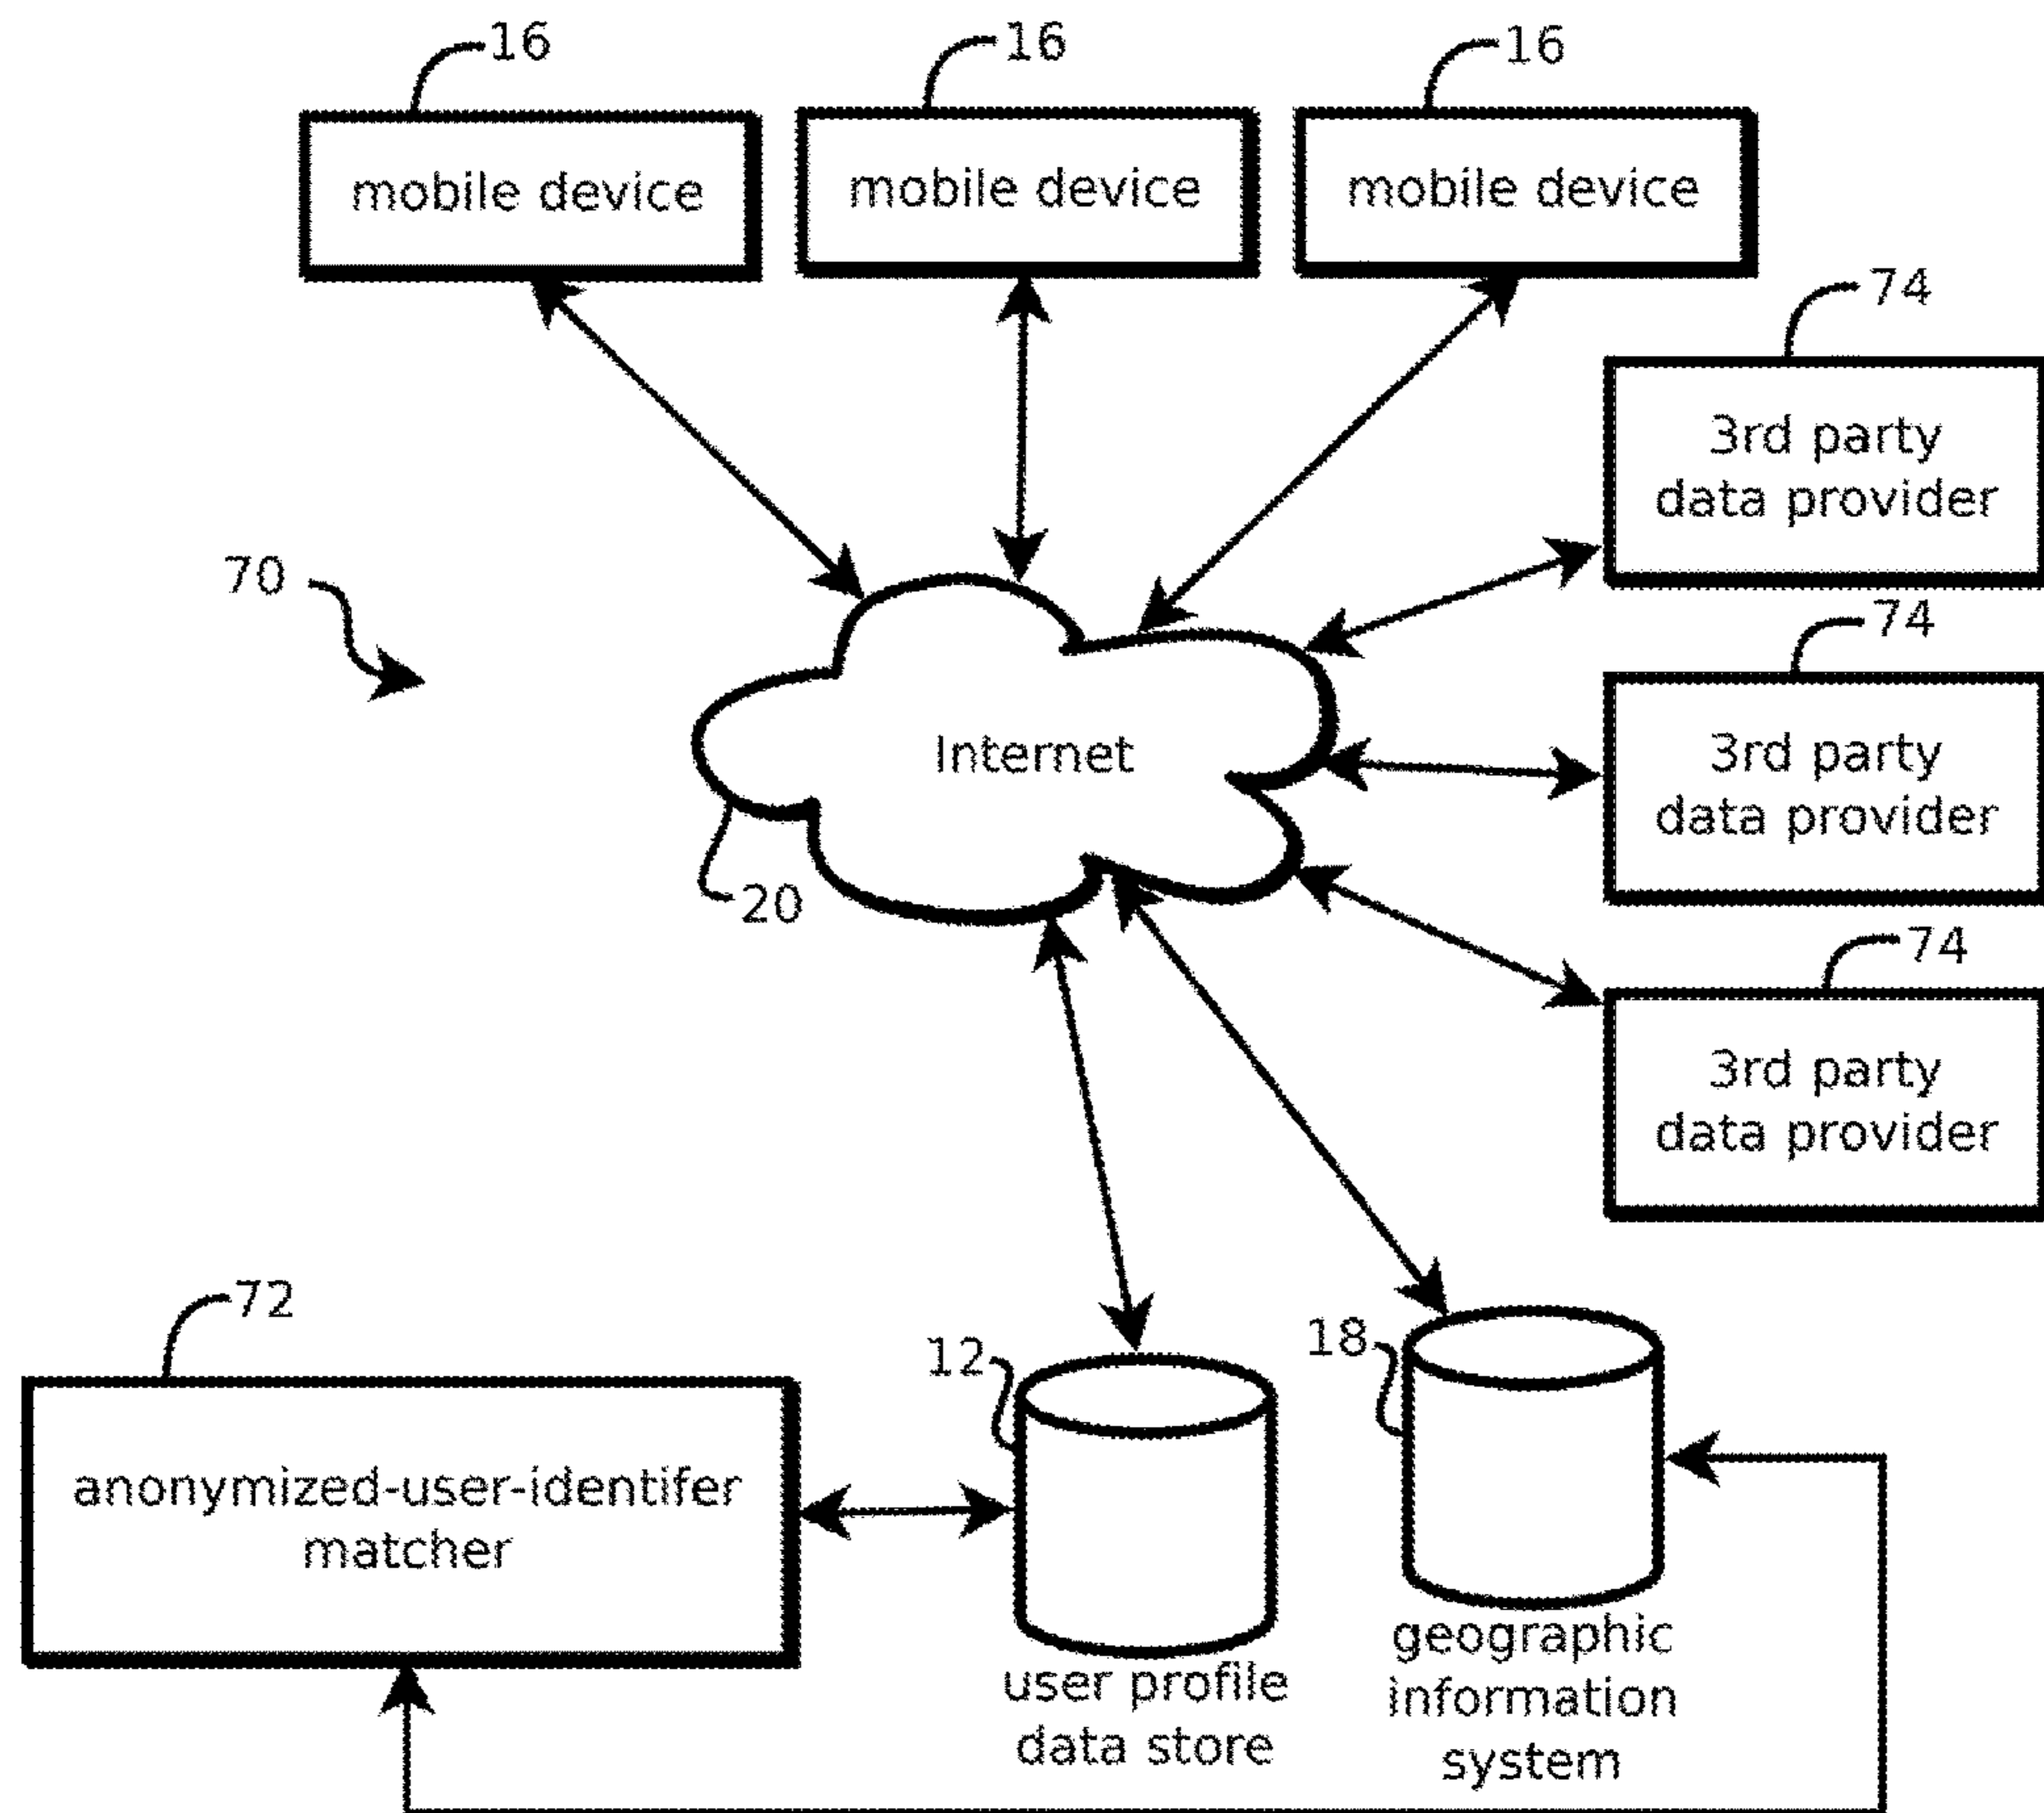 16
16
16
mobile device
mobile device
mobile device
74
3rd party
data provider
70
74
3rd party
data provider
Internet
20
74
3rd party
data provider
72
12
18
anonymized-user-identifer
matcher
user profile
data store
geographic
information
system